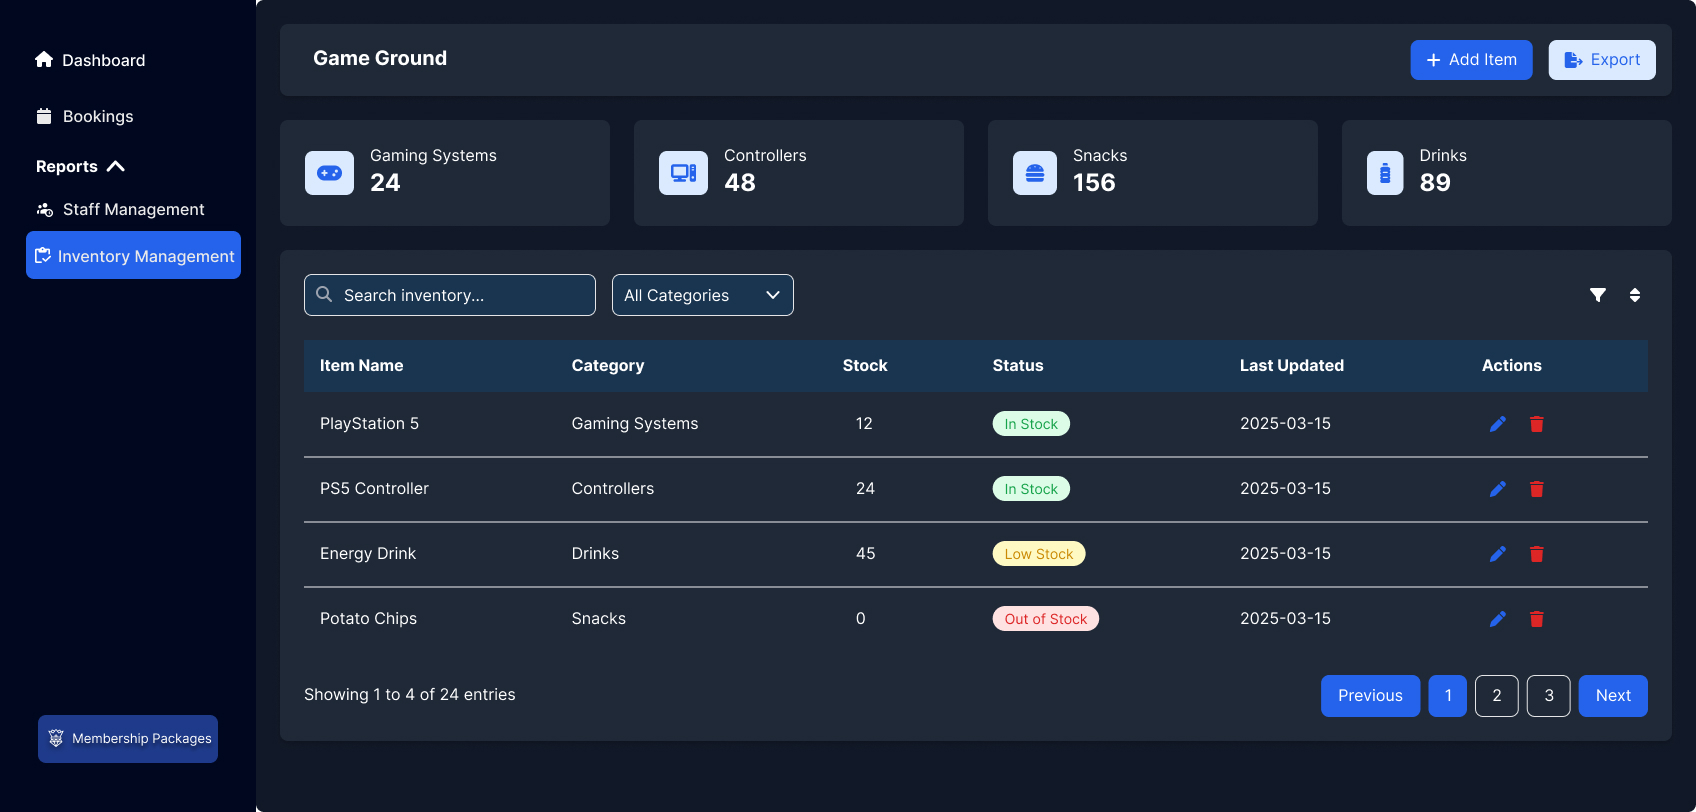 Dashboard
Bookings
Reports
Staff Management
Inventory Management
Membership Packages
Game Ground
Add Item
Export
Gaming Systems
24
Controllers
48
Snacks
156
Drinks
89
Search inventory...
All Categories
Item Name Category Stock Status Last Updated Actions
PlayStation 5 Gaming Systems 12 In Stock 2025-03-15
PS5 Controller Controllers 24 In Stock 2025-03-15
Energy Drink Drinks 45 Low Stock 2025-03-15
Potato Chips Snacks 0 Out of Stock 2025-03-15
Showing 1 to 4 of 24 entries
Previous 1 2 3 Next